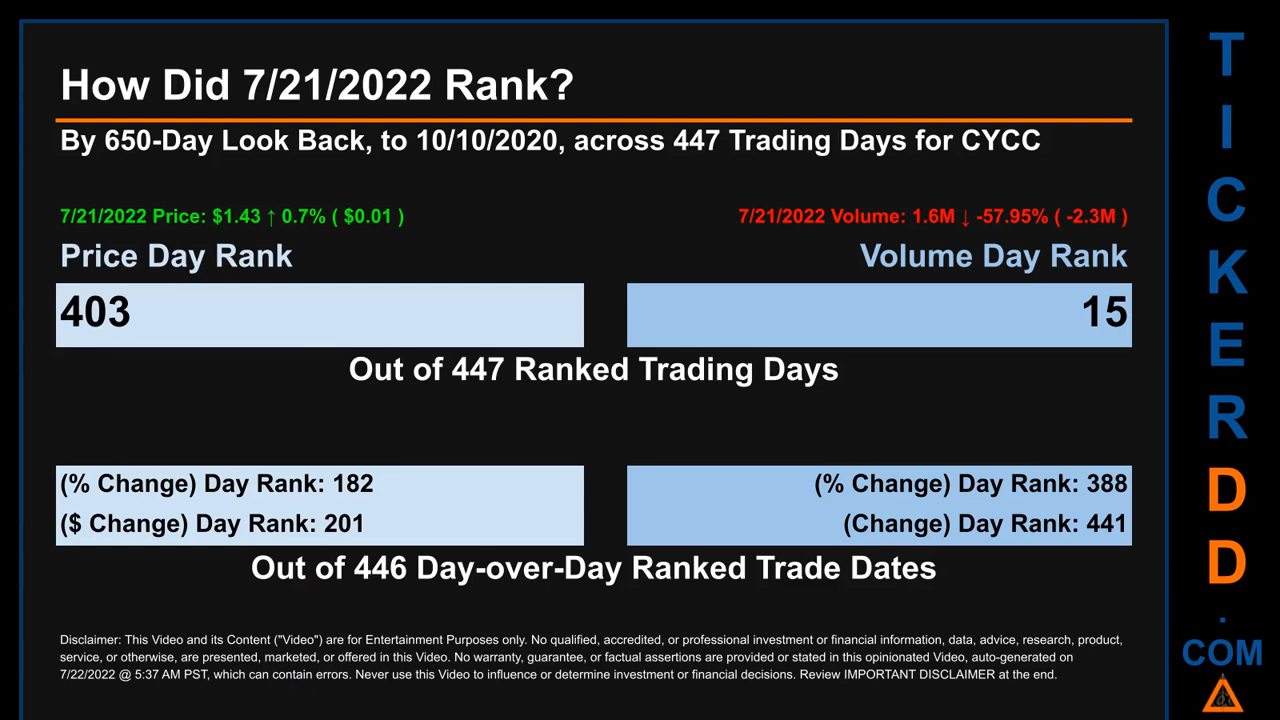 How Did 7/21/2022 Rank?
By 650-Day Look Back, to 10/10/2020, across 447 Trading Days for CYCC
7/21/2022 Price: $1.43 ↑ 0.7% ( $0.01 )
7/21/2022 Volume: 1.6M ↓ -57.95% ( -2.3M )
Price Day Rank
Volume Day Rank
403
15
Out of 447 Ranked Trading Days
(% Change) Day Rank: 182
(% Change) Day Rank: 388
($ Change) Day Rank: 201
(Change) Day Rank: 441
Out of 446 Day-over-Day Ranked Trade Dates
Disclaimer: This Video and its Content ("Video") are for Entertainment Purposes only. No qualified, accredited, or professional investment or financial information, data, advice, research, product,
service, or otherwise, are presented, marketed, or offered in this Video. No warranty, guarantee, or factual assertions are provided or stated in this opinionated Video, auto-generated on
7/22/2022 @ 5:37 AM PST, which can contain errors. Never use this Video to influence or determine investment or financial decisions. Review IMPORTANT DISCLAIMER at the end.
T
I
C
K
E
R
D
D
.
COM